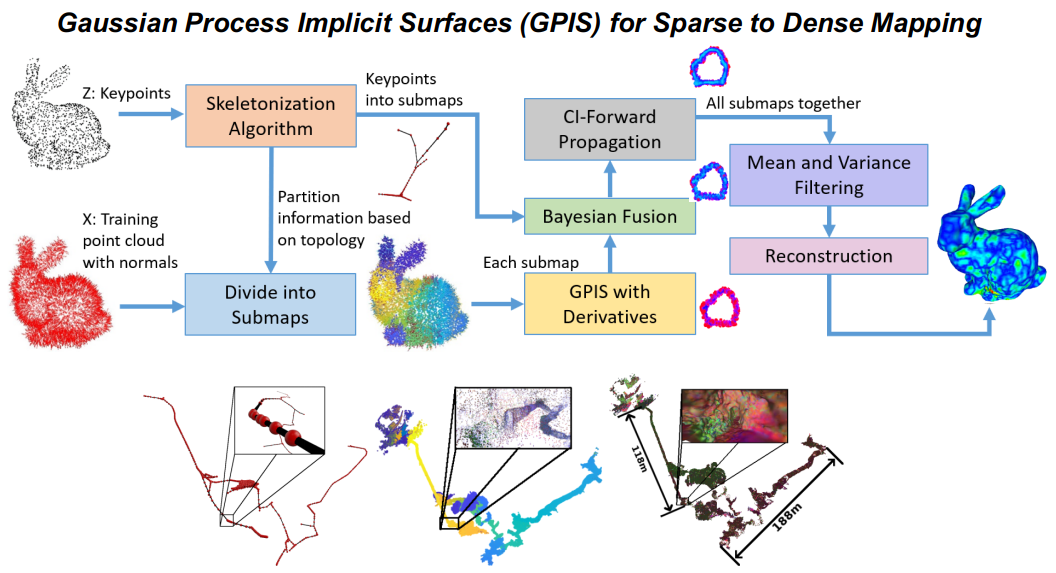 Gaussian Process Implicit Surfaces (GPIS) for Sparse to Dense Mapping
Z: Keypoints
Skeletonization
Algorithm
Keypoints
into submaps
CI-Forward
Propagation
All submaps together
Mean and Variance
Filtering
Partition
information based
on topology
Bayesian Fusion
X: Training
point cloud
with normals
Reconstruction
Each submap
Divide into
Submaps
GPIS with
Derivatives
118m
188m